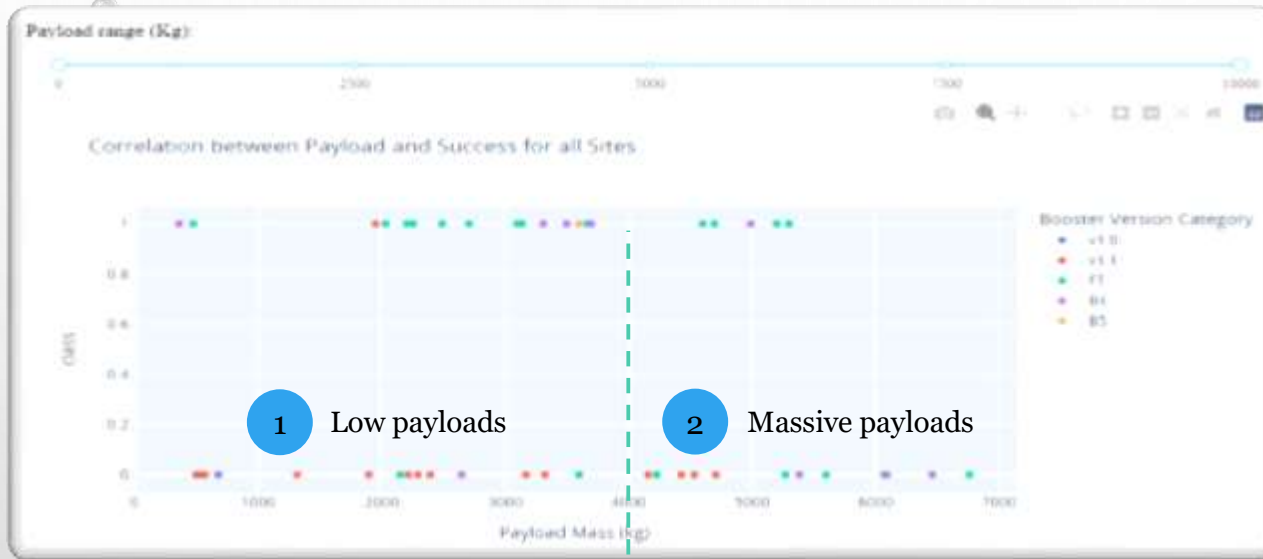 Payload range (Kg):
0 2500 5000 7500 10000
Correlation between Payload and Success for all Sites
Booster Version Category
v1.0
v1.1
FT
B4
B5
class
1
0.8
0.6
0.4
0.2
0
1 Low payloads
2 Massive payloads
0 1000 2000 3000 4000 5000 6000 7000
Payload Mass (kg)